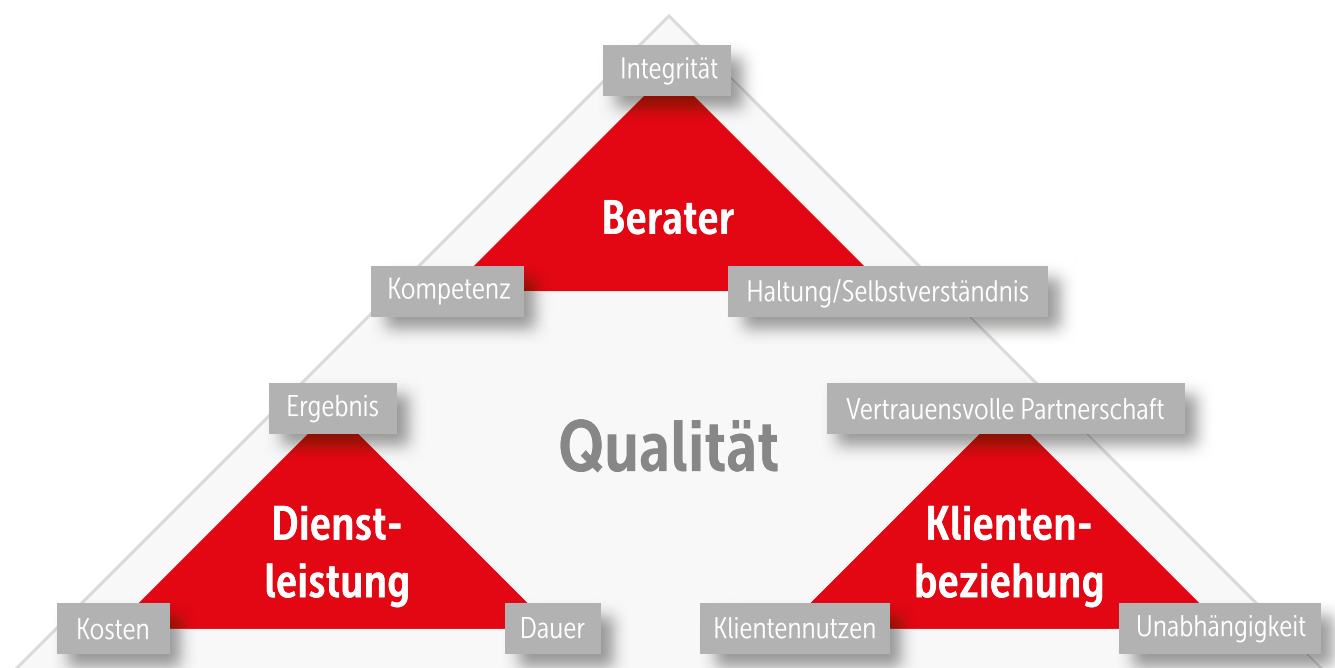 Integrität
Berater
Kompetenz
Haltung/Selbstverständnis
Ergebnis
Vertrauensvolle Partnerschaft
Qualität
Dienst-
leistung
Klienten-
beziehung
Kosten
Dauer
Klientennutzen
Unabhängigkeit